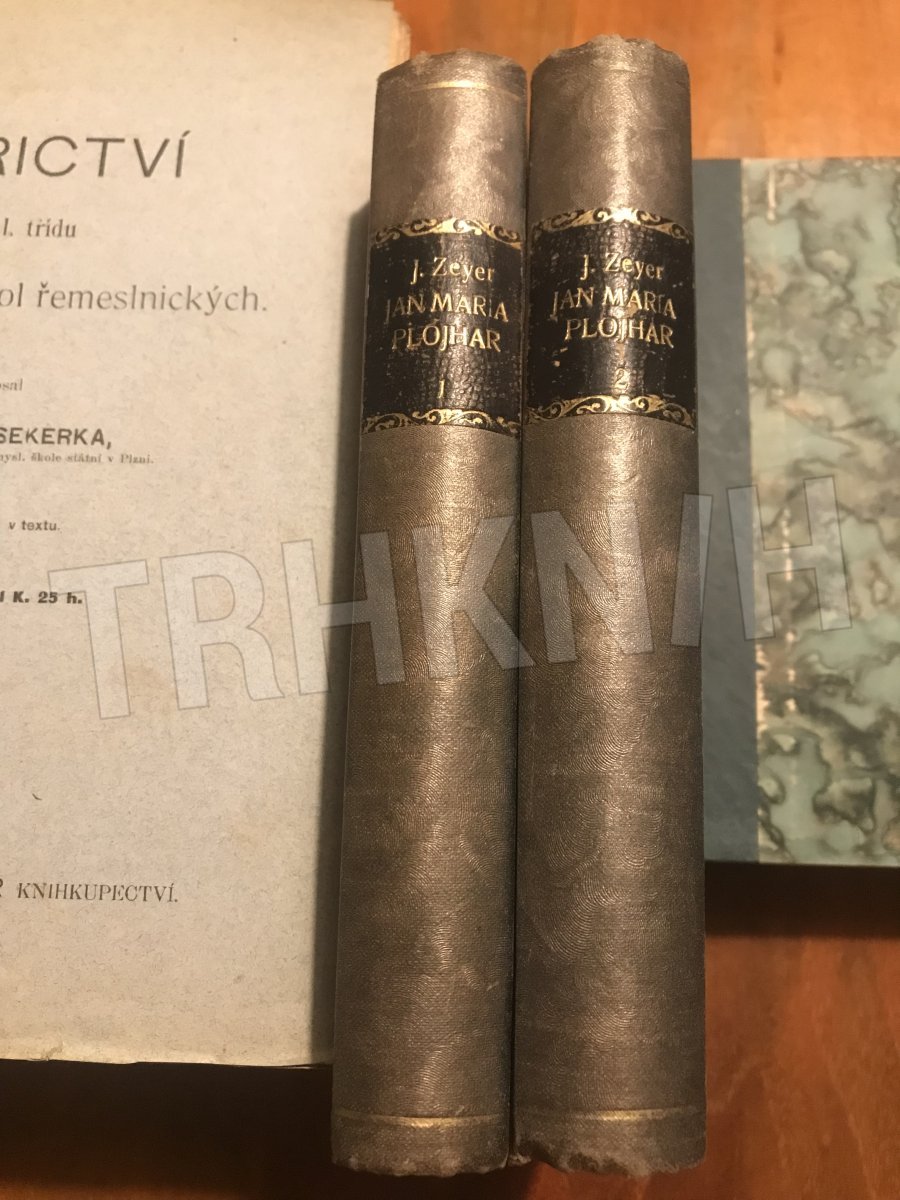 RICTVÍ
l. třídu
ol řemeslnických.
psal
SEKERKA,
mysl. škole státní v Plzni.
v textu.
1 K. 25 h.
KNIHKUPECTVÍ.
J. Zeyer
JAN MARIA
PLOJHAR
1
J. Zeyer
JAN MARIA
PLOJHAR
2
TRHKNIH